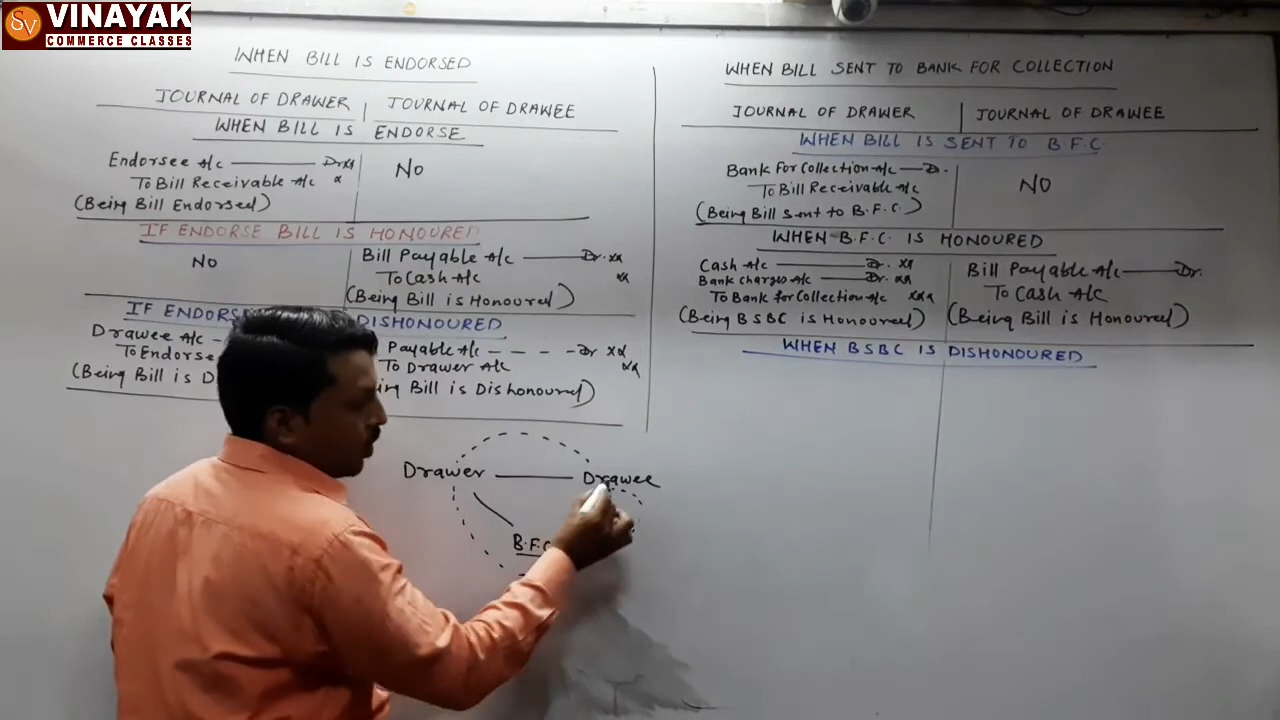 SV VINAYAK
COMMERCE CLASSES
WHEN BILL IS ENDORSED
JOURNAL OF DRAWER
JOURNAL OF DRAWEE
WHEN BILL IS ENDORSE
Endorsee A/c ——— Dr xx
To Bill Receivable A/c x
(Being Bill Endorsed)
NO
IF ENDORSE BILL IS HONOURED
NO
Bill Payable A/c ——— Dr. xx
To Cash A/c xx
(Being Bill is Honoured)
IF ENDORSE DISHONOURED
Drawee A/c -
To Endorse
(Being Bill is D
Payable A/c - - - - Dr xx
To Drawer A/c xx
Bill is Dishonoured)
Drawer ——— Drawee
B.F.C
WHEN BILL SENT TO BANK FOR COLLECTION
JOURNAL OF DRAWER
JOURNAL OF DRAWEE
WHEN BILL IS SENT TO B.F.C.
Bank For Collection A/c — Dr.
To Bill Receivable A/c
(Being Bill sent to B.F.C.)
NO
WHEN B.F.C. IS HONOURED
Cash A/c ——— Dr. xx
Bank charges A/c ——— Dr. xx
To Bank for Collection A/c xxx
(Being BSBC is Honoured)
Bill Payable A/c ——— Dr.
To Cash A/c
(Being Bill is Honoured)
WHEN BSBC IS DISHONOURED